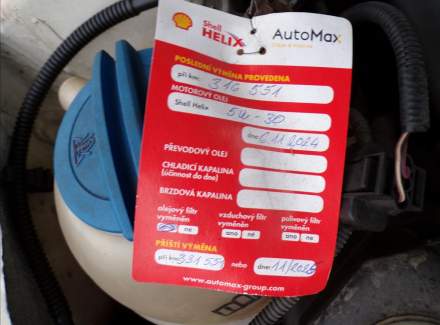 Shell
HELIX
AutoMax
POSLEDNÍ VÝMĚNA PROVEDENA
při km: 316 551
MOTOROVÝ OLEJ
Shell Helix 5W-30
dne 6.11.2024
PŘEVODOVÝ OLEJ
CHLADICÍ KAPALINA
(účinnost do dne)
BRZDOVÁ KAPALINA
olejový filtr vzduchový filtr palivový filtr
vyměněn vyměněn vyměněn
ne ano ne ano ne
PŘÍŠTÍ VÝMĚNA
při km: 331 551 nebo dne: 11/2025
www.automax-group.com